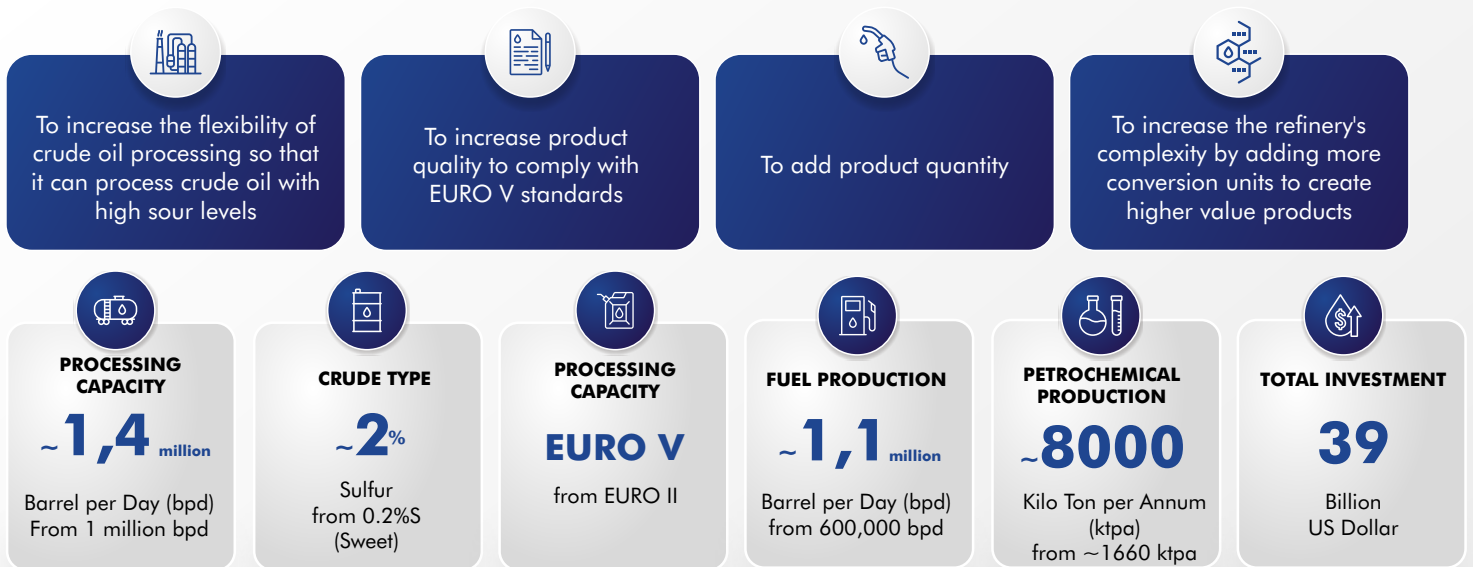 To increase the flexibility of
crude oil processing so that
it can process crude oil with
high sour levels
To increase product
quality to comply with
EURO V standards
To add product quantity
To increase the refinery's
complexity by adding more
conversion units to create
higher value products
PROCESSING
CAPACITY
~1,4 million
Barrel per Day (bpd)
From 1 million bpd
CRUDE TYPE
~2%
Sulfur
from 0.2%S
(Sweet)
PROCESSING
CAPACITY
EURO V
from EURO II
FUEL PRODUCTION
~1,1 million
Barrel per Day (bpd)
from 600,000 bpd
PETROCHEMICAL
PRODUCTION
~8000
Kilo Ton per Annum
(ktpa)
from ~1660 ktpa
TOTAL INVESTMENT
39
Billion
US Dollar